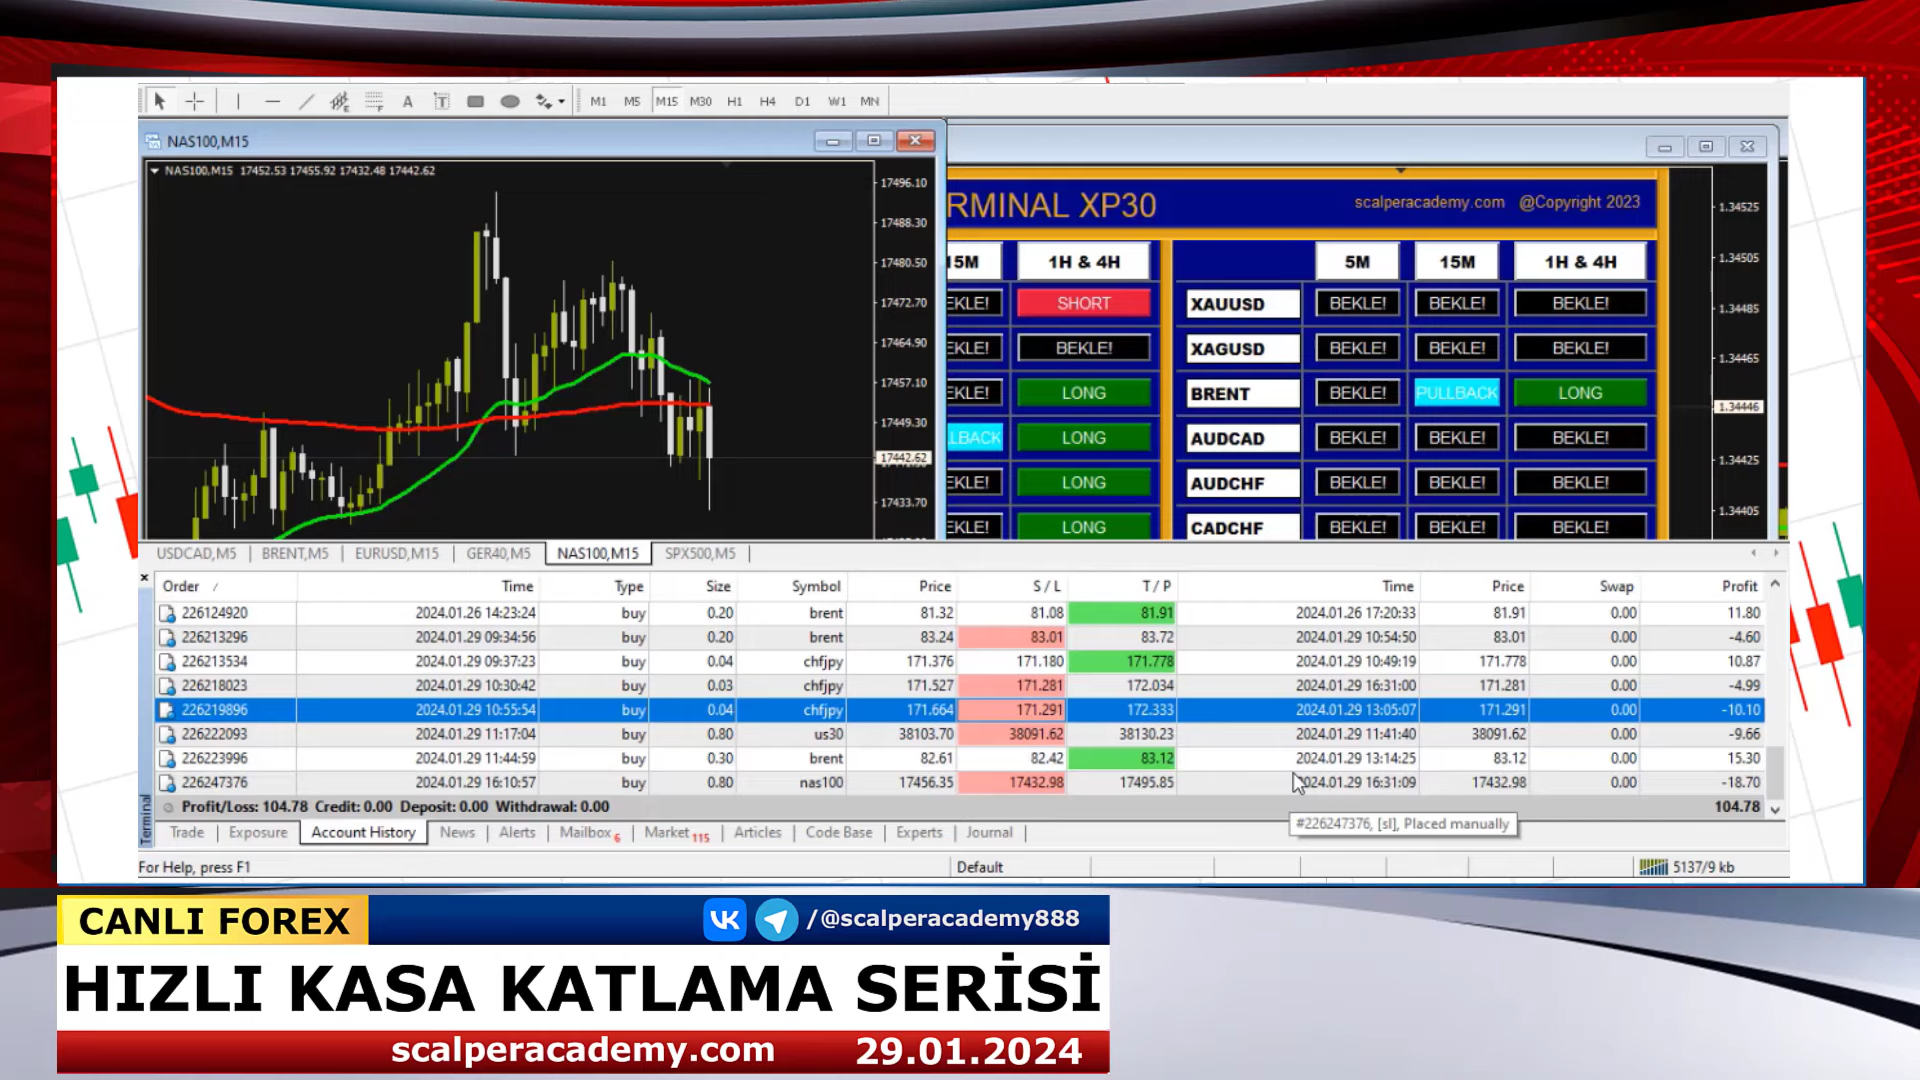 A T M1 M5 M15 M30 H1 H4 D1 W1 MN
NAS100,M15
NAS100,M15 17452.53 17455.92 17432.48 17442.62
17496.10
17488.30
17480.50
17472.70
17464.90
17457.10
17449.30
17442.62
17433.70
RMINAL XP30 scalperacademy.com @Copyright 2023
15M 1H & 4H 5M 15M 1H & 4H
EKLE! SHORT XAUUSD BEKLE! BEKLE! BEKLE!
EKLE! BEKLE! XAGUSD BEKLE! BEKLE! BEKLE!
EKLE! LONG BRENT BEKLE! PULLBACK LONG
LBACK LONG AUDCAD BEKLE! BEKLE! BEKLE!
EKLE! LONG AUDCHF BEKLE! BEKLE! BEKLE!
EKLE! LONG CADCHF BEKLE! BEKLE! BEKLE!
1.34525
1.34505
1.34485
1.34465
1.34446
1.34425
1.34405
USDCAD,M5 BRENT,M5 EURUSD,M15 GER40,M5 NAS100,M15 SPX500,M5
Order / Time Type Size Symbol Price S / L T / P Time Price Swap Profit
226124920 2024.01.26 14:23:24 buy 0.20 brent 81.32 81.08 81.91 2024.01.26 17:20:33 81.91 0.00 11.80
226213296 2024.01.29 09:34:56 buy 0.20 brent 83.24 83.01 83.72 2024.01.29 10:54:50 83.01 0.00 -4.60
226213534 2024.01.29 09:37:23 buy 0.04 chfjpy 171.376 171.180 171.778 2024.01.29 10:49:19 171.778 0.00 10.87
226218023 2024.01.29 10:30:42 buy 0.03 chfjpy 171.527 171.281 172.034 2024.01.29 16:31:00 171.281 0.00 -4.99
226219896 2024.01.29 10:55:54 buy 0.04 chfjpy 171.664 171.291 172.333 2024.01.29 13:05:07 171.291 0.00 -10.10
226222093 2024.01.29 11:17:04 buy 0.80 us30 38103.70 38091.62 38130.23 2024.01.29 11:41:40 38091.62 0.00 -9.66
226223996 2024.01.29 11:44:59 buy 0.30 brent 82.61 82.42 83.12 2024.01.29 13:14:25 83.12 0.00 15.30
226247376 2024.01.29 16:10:57 buy 0.80 nas100 17456.35 17432.98 17495.85 2024.01.29 16:31:09 17432.98 0.00 -18.70
Profit/Loss: 104.78 Credit: 0.00 Deposit: 0.00 Withdrawal: 0.00 104.78
#226247376, [sl], Placed manually
Terminal
Trade Exposure Account History News Alerts Mailbox 6 Market 115 Articles Code Base Experts Journal
For Help, press F1 Default 5137/9 kb
CANLI FOREX /@scalperacademy888
HIZLI KASA KATLAMA SERİSİ
scalperacademy.com 29.01.2024